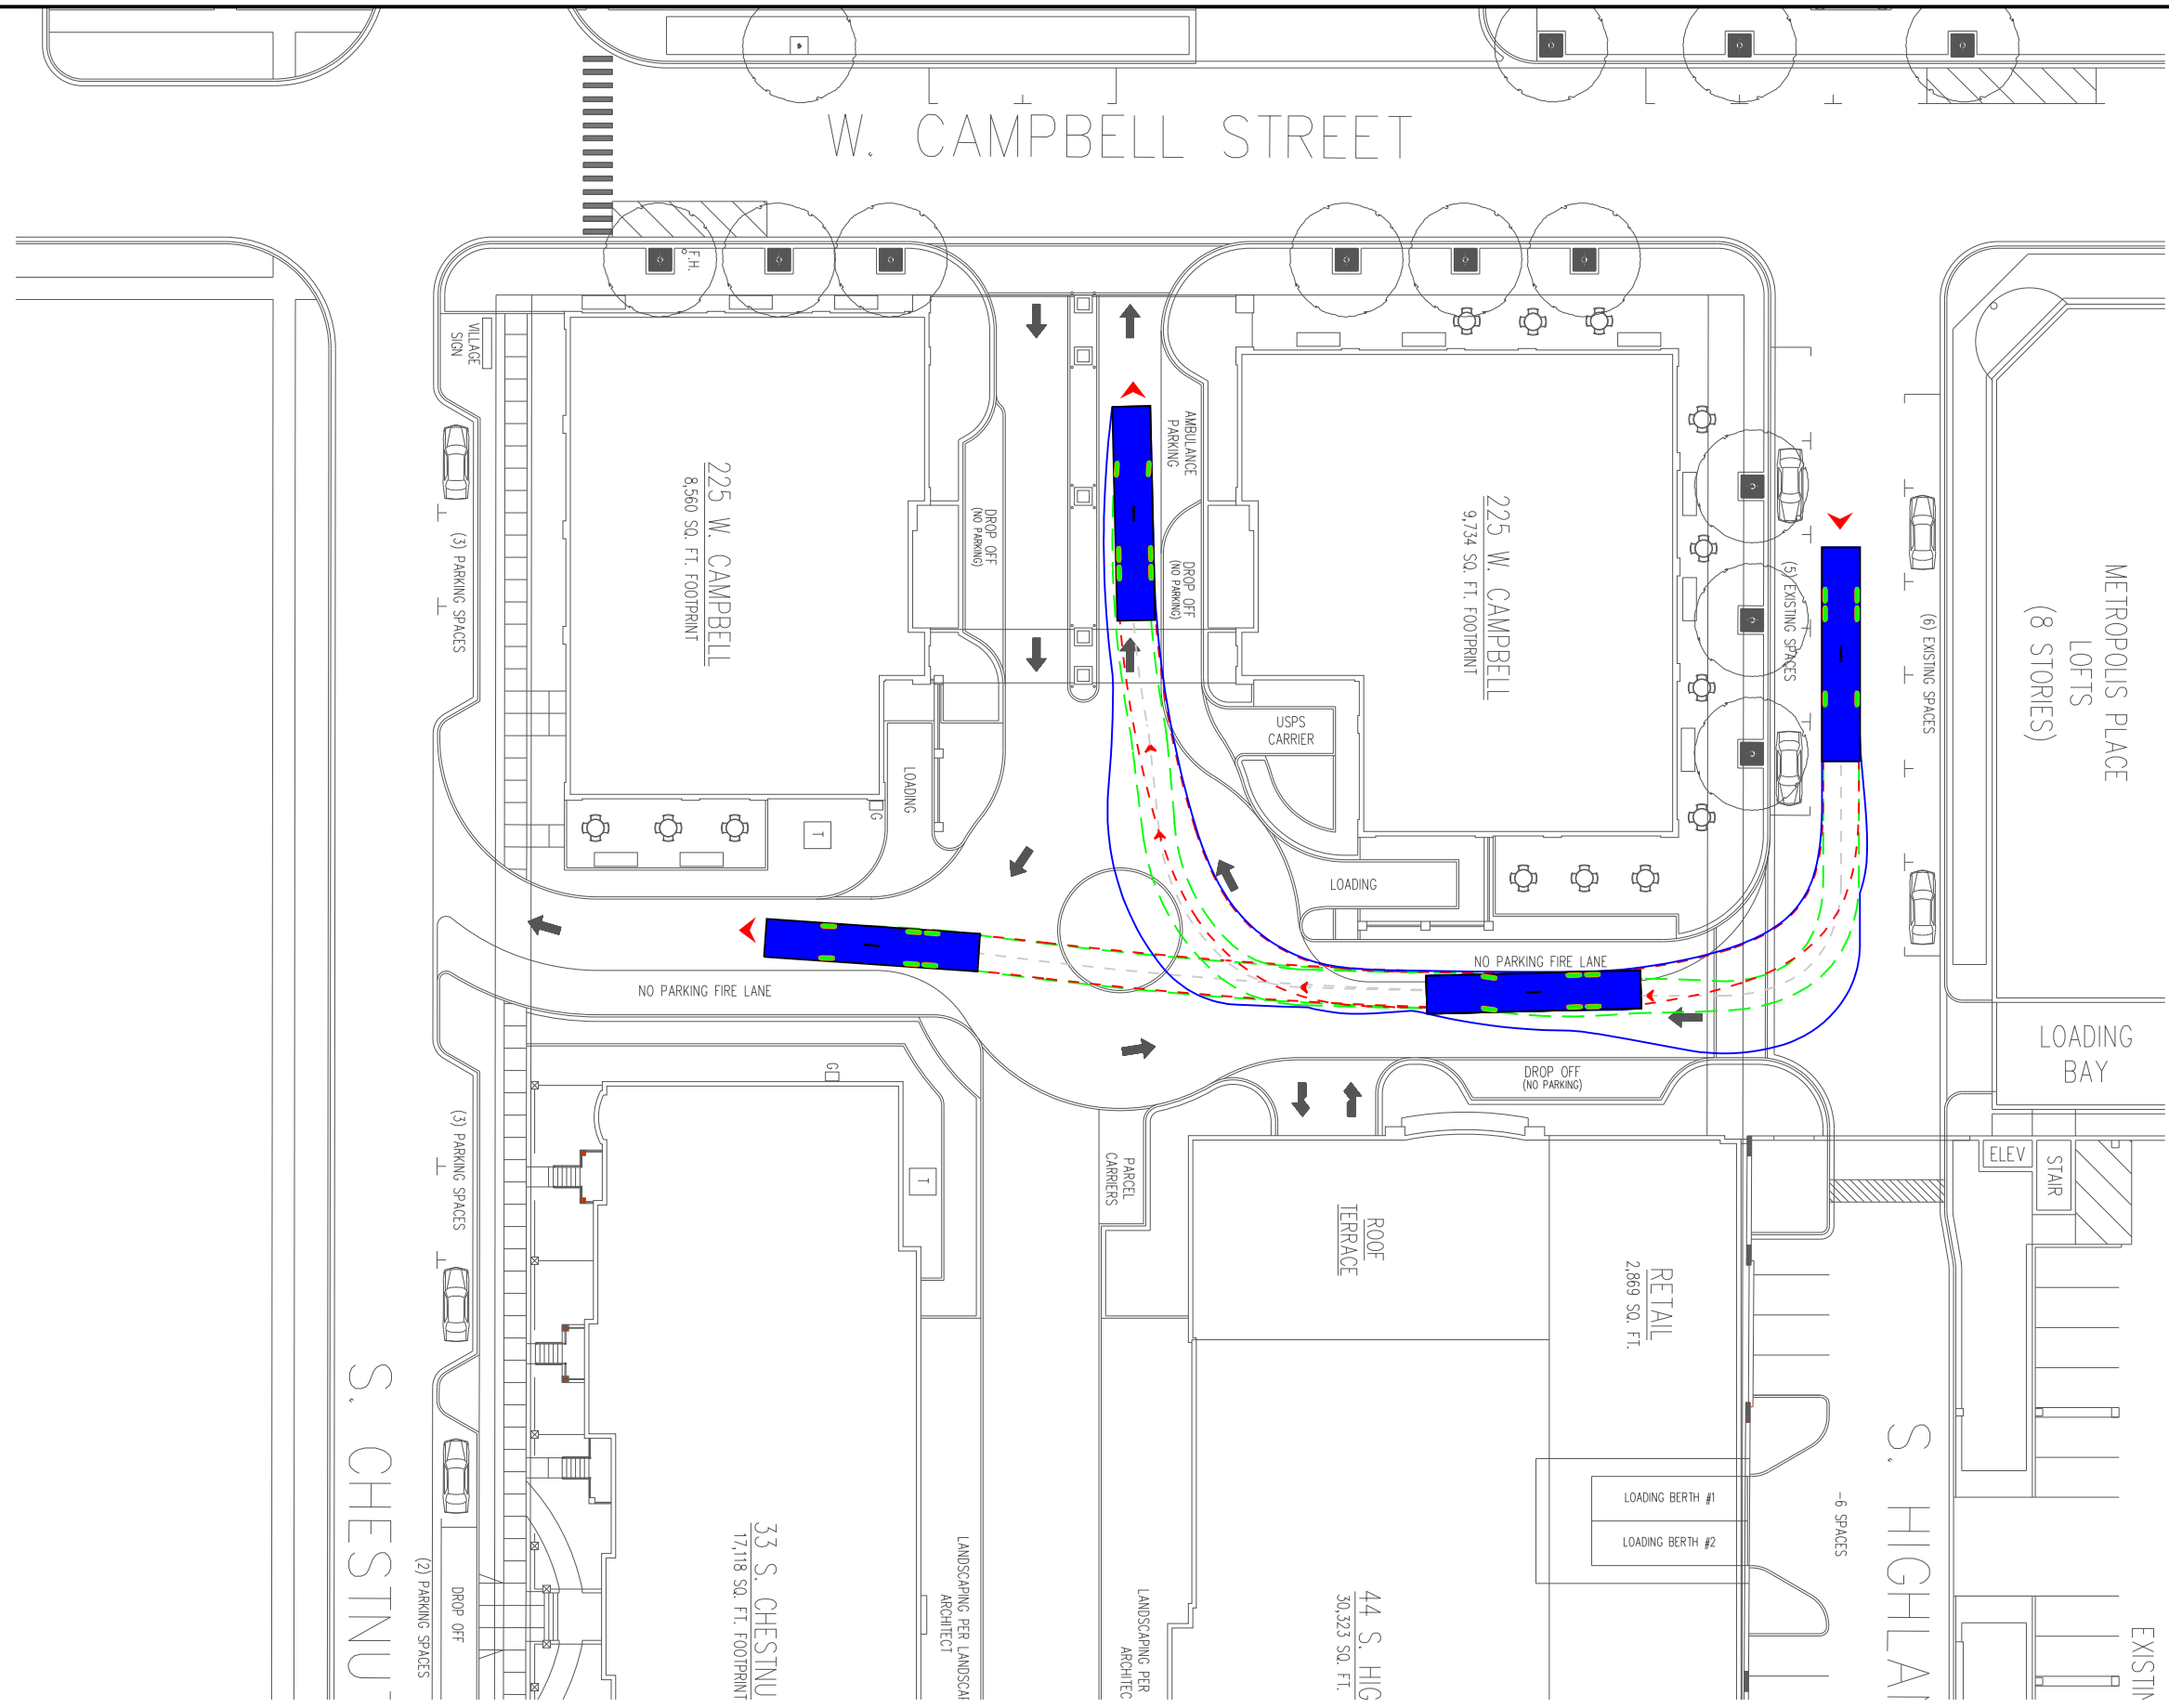 W. CAMPBELL STREET
F.H.
VILLAGE
SIGN
(3) PARKING SPACES
225 W. CAMPBELL
8,560 SQ. FT. FOOTPRINT
DROP OFF
(NO PARKING)
AMBULANCE
PARKING
DROP OFF
(NO PARKING)
225 W. CAMPBELL
9,734 SQ. FT. FOOTPRINT
(5) EXISTING SPACES
(6) EXISTING SPACES
METROPOLIS PLACE
LOFTS
(8 STORIES)
USPS
CARRIER
LOADING
G
T
LOADING
NO PARKING FIRE LANE
NO PARKING FIRE LANE
LOADING
BAY
DROP OFF
(NO PARKING)
G
T
(3) PARKING SPACES
PARCEL
CARRIERS
ELEV
STAIR
ROOF
TERRACE
RETAIL
2,869 SQ. FT.
S. CHESTNU
S. HIGHLA
LOADING BERTH #1
LOADING BERTH #2
-6 SPACES
DROP OFF
(2) PARKING SPACES
33 S. CHESTNU
17,118 SQ. FT. FOOTPRINT
LANDSCAPING PER LANDSCAP
ARCHITECT
LANDSCAPING PER
ARCHITEC
44 S. HIG
30,323 SQ. FT.
EXISTIN